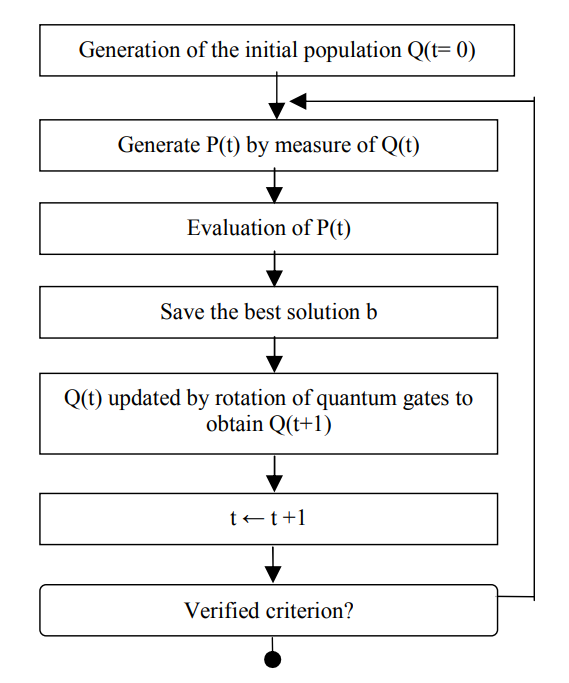 Generation of the initial population Q(t= 0)
Generate P(t) by measure of Q(t)
Evaluation of P(t)
Save the best solution b
Q(t) updated by rotation of quantum gates to
obtain Q(t+1)
t ← t +1
Verified criterion?